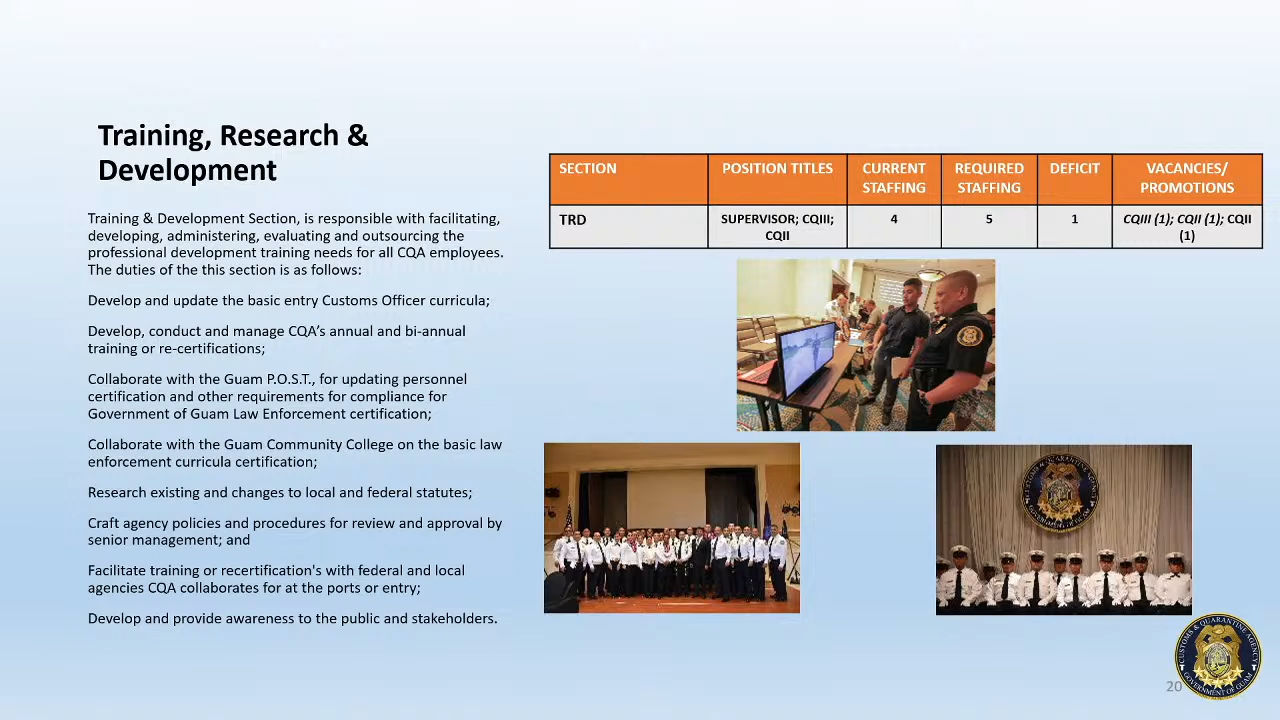 Training, Research &
Development
Training & Development Section, is responsible with facilitating,
developing, administering, evaluating and outsourcing the
professional development training needs for all CQA employees.
The duties of the this section is as follows:
Develop and update the basic entry Customs Officer curricula;
Develop, conduct and manage CQA’s annual and bi-annual
training or re-certifications;
Collaborate with the Guam P.O.S.T., for updating personnel
certification and other requirements for compliance for
Government of Guam Law Enforcement certification;
Collaborate with the Guam Community College on the basic law
enforcement curricula certification;
Research existing and changes to local and federal statutes;
Craft agency policies and procedures for review and approval by
senior management; and
Facilitate training or recertification's with federal and local
agencies CQA collaborates for at the ports or entry;
Develop and provide awareness to the public and stakeholders.
SECTION
POSITION TITLES
CURRENT
STAFFING
REQUIRED
STAFFING
DEFICIT
VACANCIES/
PROMOTIONS
TRD
SUPERVISOR; CQIII;
CQII
4
5
1
CQIII (1); CQII (1); CQII
(1)
CUSTOMS & QUARANTINE AGENCY
GOVERNMENT OF GUAM
20